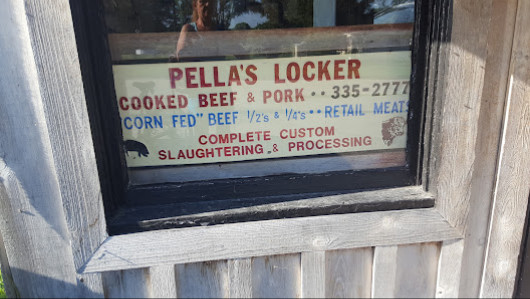 PELLA'S LOCKER
COOKED BEEF & PORK •• 335-2777
"CORN FED" BEEF 1/2's & 1/4's •• RETAIL MEATS
COMPLETE CUSTOM
SLAUGHTERING & PROCESSING